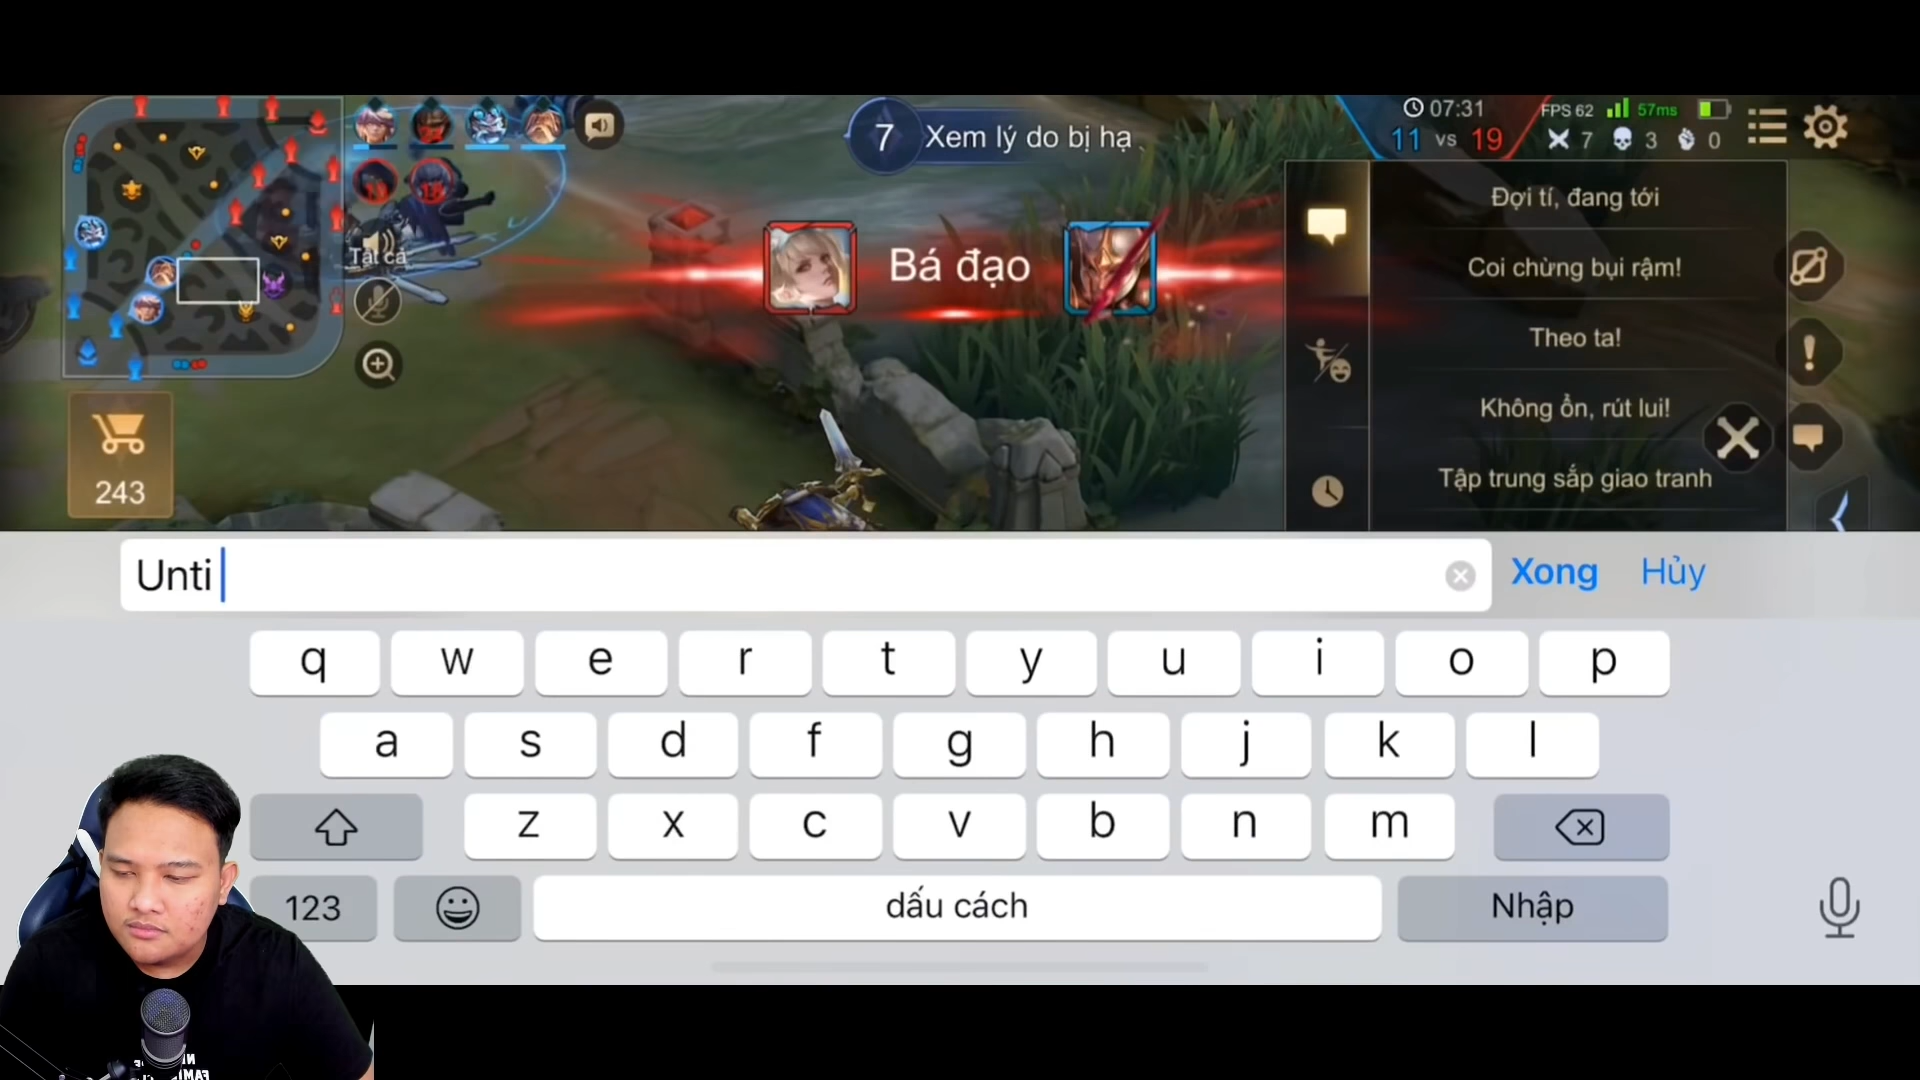 7 Xem lý do bị hạ
07:31 FPS 62 57ms
11 vs 19 7 3 0
Tất cả
Bá đạo
Đợi tí, đang tới
Coi chừng bụi rậm!
Theo ta!
Không ổn, rút lui!
Tập trung sắp giao tranh
243
Unti
Xong Hủy
q w e r t y u i o p
a s d f g h j k l
z x c v b n m
123 dấu cách Nhập